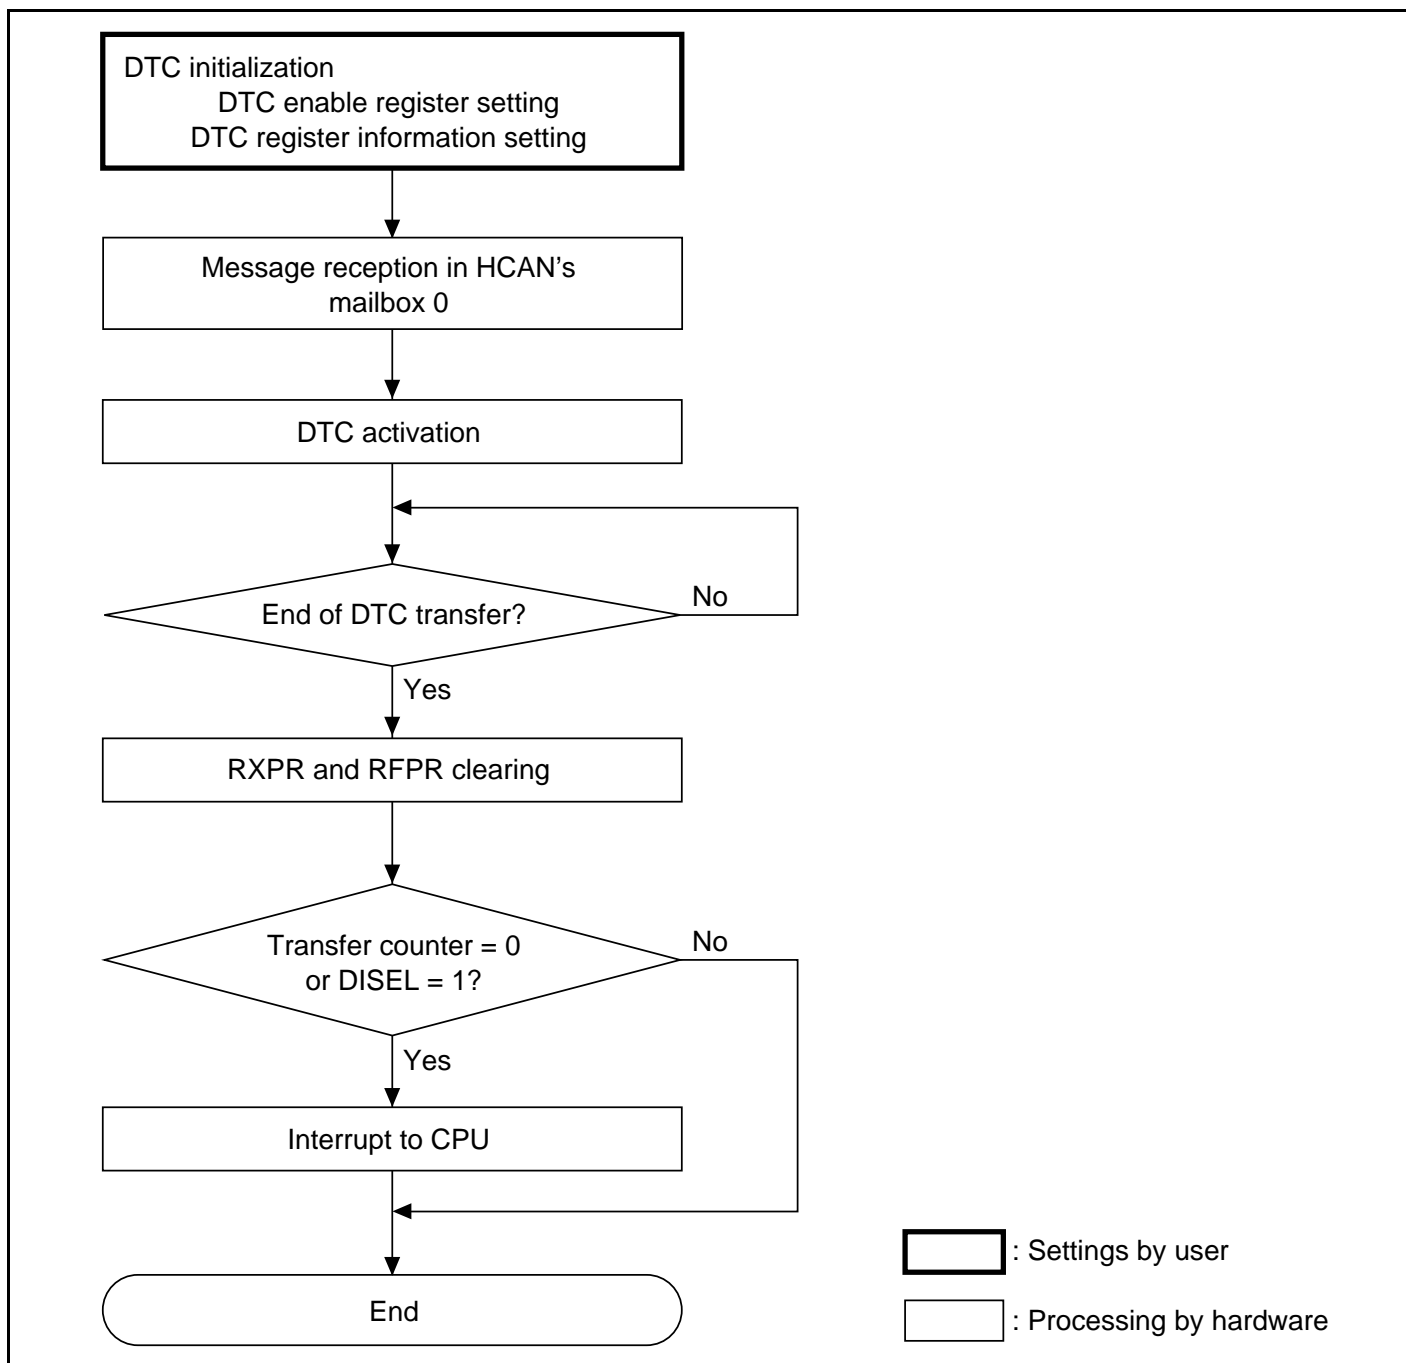 DTC initialization
DTC enable register setting
DTC register information setting
Message reception in HCAN’s
mailbox 0
DTC activation
End of DTC transfer?
No
Yes
RXPR and RFPR clearing
Transfer counter = 0
or DISEL = 1?
No
Yes
Interrupt to CPU
End
: Settings by user
: Processing by hardware